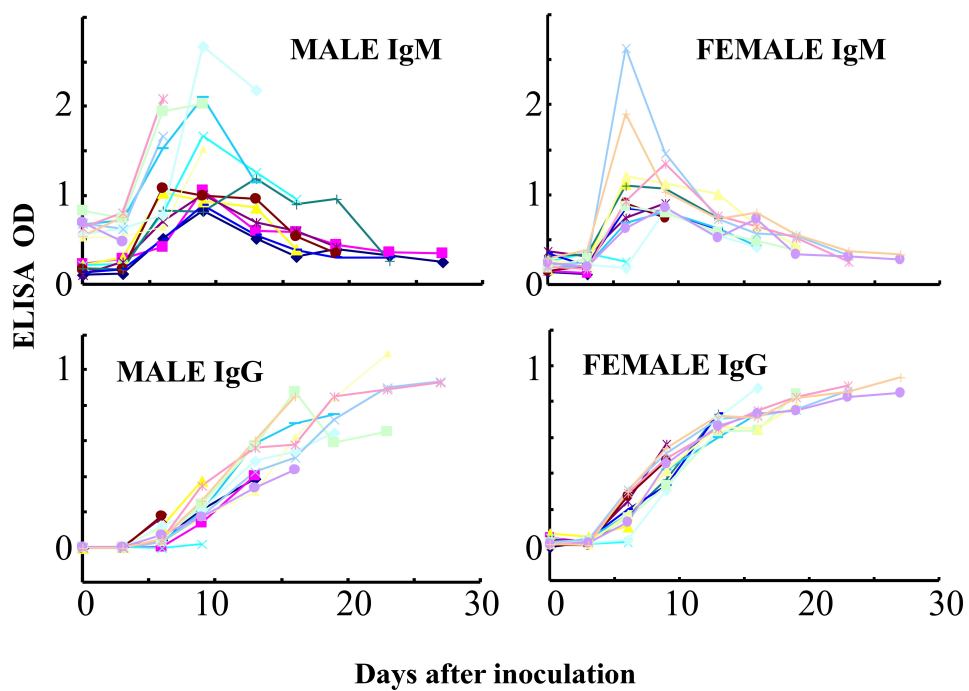 MALE IgM
FEMALE IgM
2
1
0
2
1
0
ELISA OD
MALE IgG
FEMALE IgG
1
0
1
0
0 10 20 30
0 10 20 30
Days after inoculation